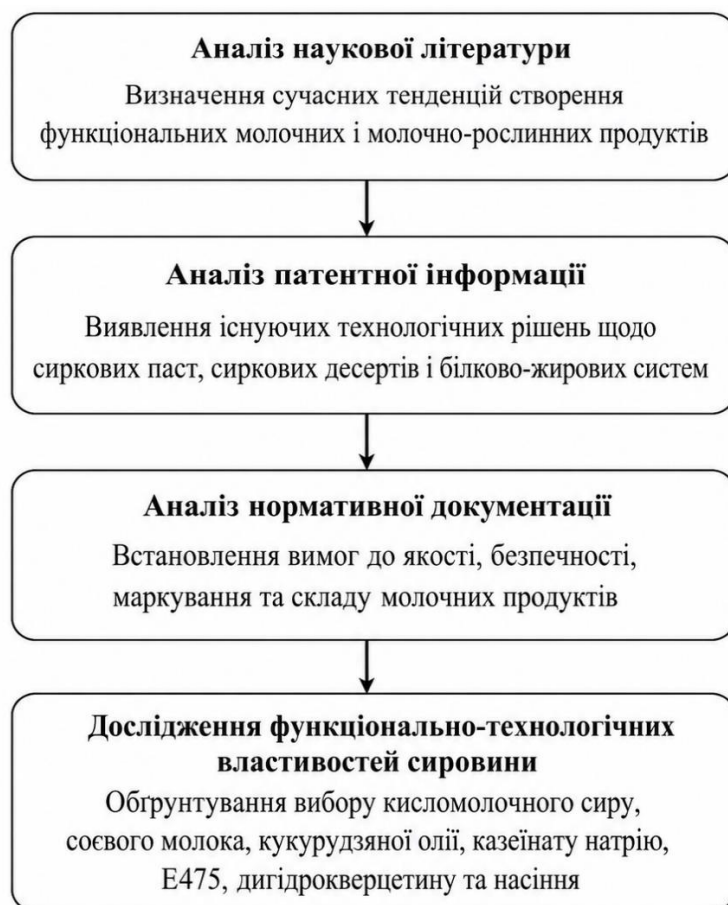 Аналіз наукової літератури
Визначення сучасних тенденцій створення
функціональних молочних і молочно-рослинних продуктів
Аналіз патентної інформації
Виявлення існуючих технологічних рішень щодо
сиркових паст, сиркових десертів і білково-жирових систем
Аналіз нормативної документації
Встановлення вимог до якості, безпечності,
маркування та складу молочних продуктів
Дослідження функціонально-технологічних
властивостей сировини
Обґрунтування вибору кисломолочного сиру,
соєвого молока, кукурудзяної олії, казеїнату натрію,
Е475, дигідрокверцетину та насіння